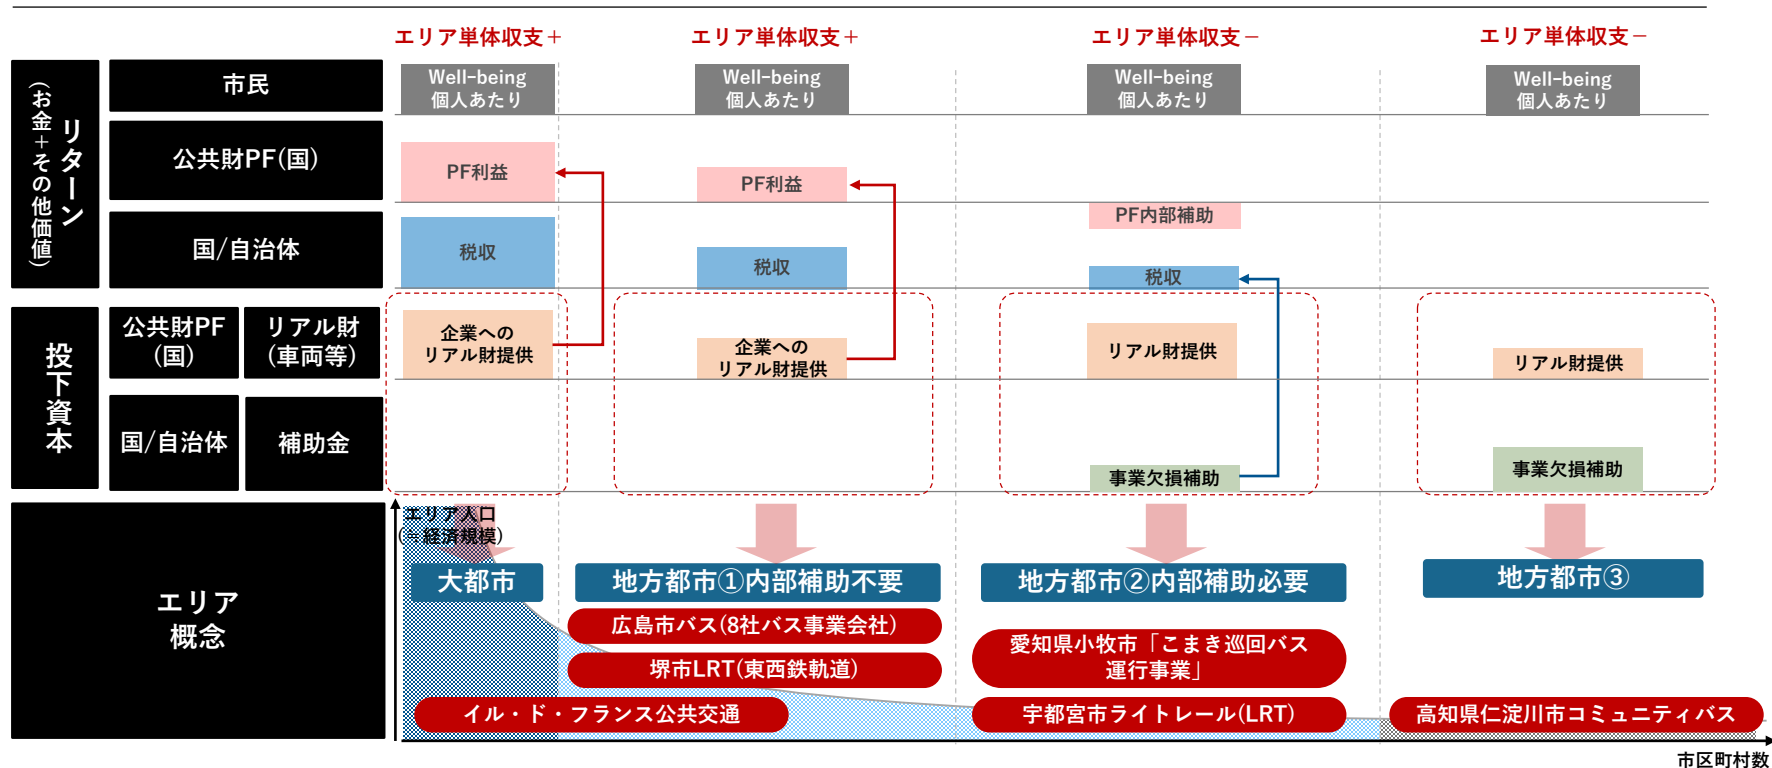 エリア単体収支＋
エリア単体収支＋
エリア単体収支－
エリア単体収支－
リターン
(お金＋その他価値)
市民
Well-being
個人あたり
Well-being
個人あたり
Well-being
個人あたり
Well-being
個人あたり
公共財PF(国)
PF利益
PF利益
PF内部補助
国/自治体
税収
税収
税収
投下資本
公共財PF
(国)
リアル財
(車両等)
企業への
リアル財提供
企業への
リアル財提供
リアル財提供
リアル財提供
国/自治体
補助金
事業欠損補助
事業欠損補助
エリア
概念
エリア人口
(≒経済規模)
大都市
地方都市①内部補助不要
地方都市②内部補助必要
地方都市③
広島市バス(8社バス事業会社)
堺市LRT(東西鉄軌道)
愛知県小牧市「こまき巡回バス
運行事業」
イル・ド・フランス公共交通
宇都宮市ライトレール(LRT)
高知県仁淀川市コミュニティバス
市区町村数